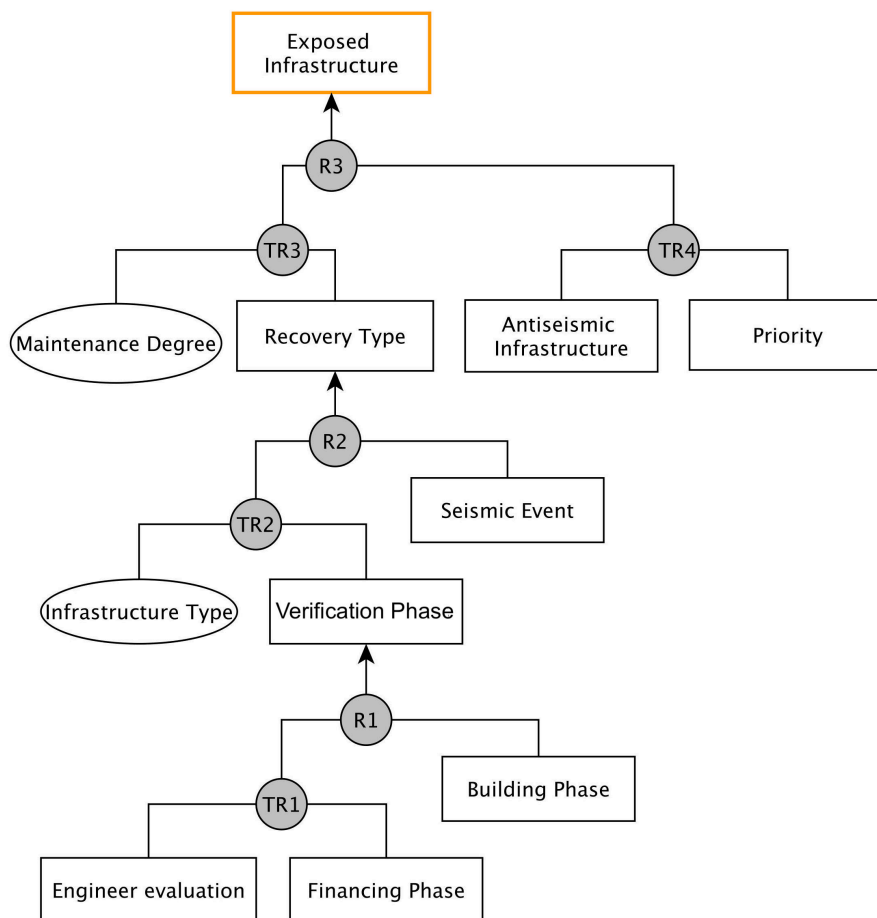 Exposed
Infrastructure
R3
TR3
TR4
Maintenance Degree
Recovery Type
Antiseismic
Infrastructure
Priority
R2
Seismic Event
TR2
Infrastructure Type
Verification Phase
R1
Building Phase
TR1
Engineer evaluation
Financing Phase